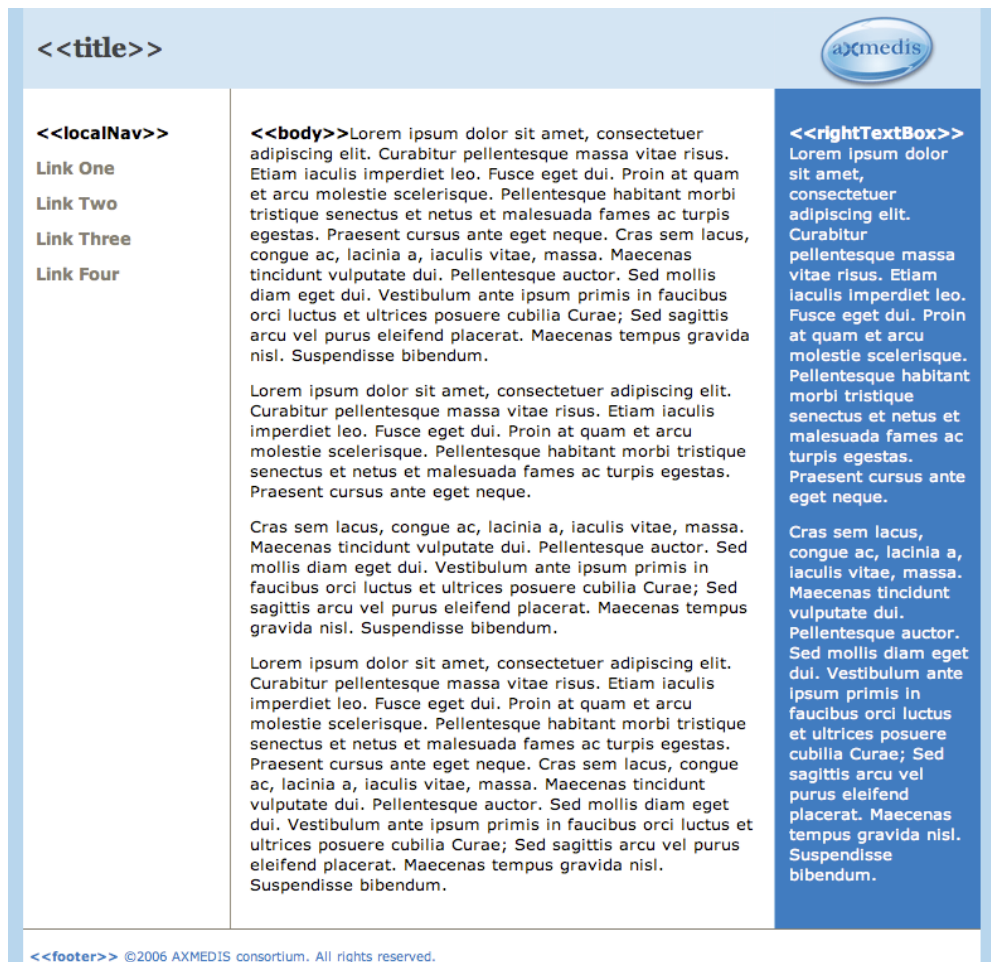 <<title>>
axmedis
<<localNav>>
Link One
Link Two
Link Three
Link Four
<<body>>Lorem ipsum dolor sit amet, consectetuer
adipiscing elit. Curabitur pellentesque massa vitae risus.
Etiam iaculis imperdiet leo. Fusce eget dui. Proin at quam
et arcu molestie scelerisque. Pellentesque habitant morbi
tristique senectus et netus et malesuada fames ac turpis
egestas. Praesent cursus ante eget neque. Cras sem lacus,
congue ac, lacinia a, iaculis vitae, massa. Maecenas
tincidunt vulputate dui. Pellentesque auctor. Sed mollis
diam eget dui. Vestibulum ante ipsum primis in faucibus
orci luctus et ultrices posuere cubilia Curae; Sed sagittis
arcu vel purus eleifend placerat. Maecenas tempus gravida
nisl. Suspendisse bibendum.
Lorem ipsum dolor sit amet, consectetuer adipiscing elit.
Curabitur pellentesque massa vitae risus. Etiam iaculis
imperdiet leo. Fusce eget dui. Proin at quam et arcu
molestie scelerisque. Pellentesque habitant morbi tristique
senectus et netus et malesuada fames ac turpis egestas.
Praesent cursus ante eget neque.
Cras sem lacus, congue ac, lacinia a, iaculis vitae, massa.
Maecenas tincidunt vulputate dui. Pellentesque auctor. Sed
mollis diam eget dui. Vestibulum ante ipsum primis in
faucibus orci luctus et ultrices posuere cubilia Curae; Sed
sagittis arcu vel purus eleifend placerat. Maecenas tempus
gravida nisl. Suspendisse bibendum.
Lorem ipsum dolor sit amet, consectetuer adipiscing elit.
Curabitur pellentesque massa vitae risus. Etiam iaculis
imperdiet leo. Fusce eget dui. Proin at quam et arcu
molestie scelerisque. Pellentesque habitant morbi tristique
senectus et netus et malesuada fames ac turpis egestas.
Praesent cursus ante eget neque. Cras sem lacus, congue
ac, lacinia a, iaculis vitae, massa. Maecenas tincidunt
vulputate dui. Pellentesque auctor. Sed mollis diam eget
dui. Vestibulum ante ipsum primis in faucibus orci luctus et
ultrices posuere cubilia Curae; Sed sagittis arcu vel purus
eleifend placerat. Maecenas tempus gravida nisl.
Suspendisse bibendum.
<<rightTextBox>>
Lorem ipsum dolor
sit amet,
consectetuer
adipiscing elit.
Curabitur
pellentesque massa
vitae risus. Etiam
iaculis imperdiet leo.
Fusce eget dui. Proin
at quam et arcu
molestie scelerisque.
Pellentesque habitant
morbi tristique
senectus et netus et
malesuada fames ac
turpis egestas.
Praesent cursus ante
eget neque.
Cras sem lacus,
congue ac, lacinia a,
iaculis vitae, massa.
Maecenas tincidunt
vulputate dui.
Pellentesque auctor.
Sed mollis diam eget
dui. Vestibulum ante
ipsum primis in
faucibus orci luctus
et ultrices posuere
cubilia Curae; Sed
sagittis arcu vel
purus eleifend
placerat. Maecenas
tempus gravida nisl.
Suspendisse
bibendum.
<<footer>> ©2006 AXMEDIS consortium. All rights reserved.